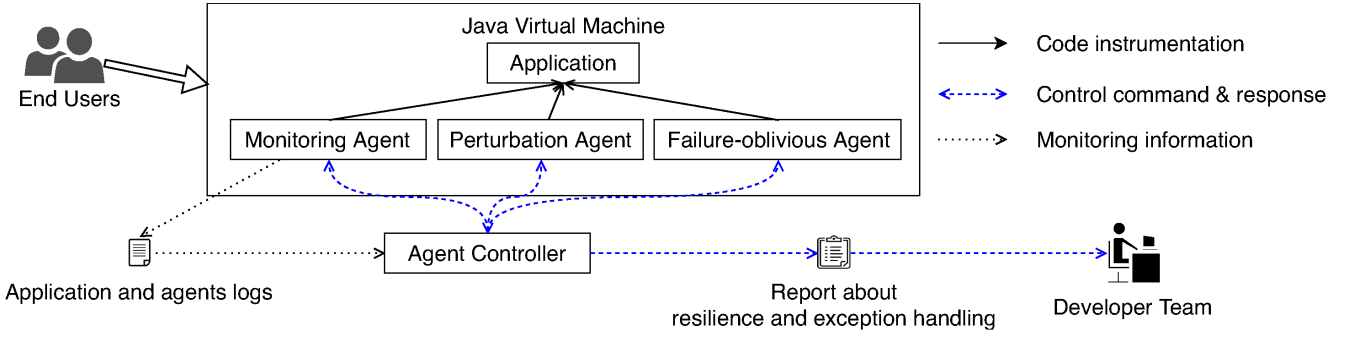 Java Virtual Machine
Application
End Users
Monitoring Agent
Perturbation Agent
Failure-oblivious Agent
Code instrumentation
Control command & response
Monitoring information
Agent Controller
Application and agents logs
Report about
resilience and exception handling
Developer Team